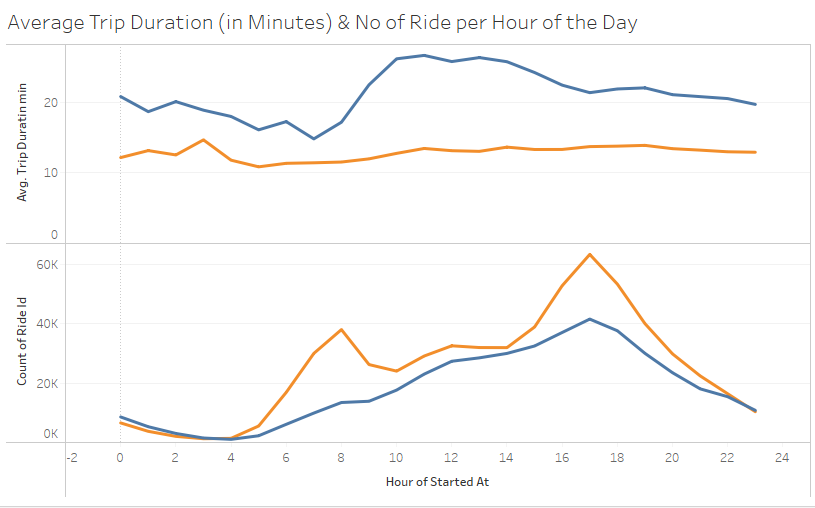 Average Trip Duration (in Minutes) & No of Ride per Hour of the Day
Avg. Trip Duratin min
20
10
0
Count of Ride Id
60K
40K
20K
0K
-2 0 2 4 6 8 10 12 14 16 18 20 22 24
Hour of Started At